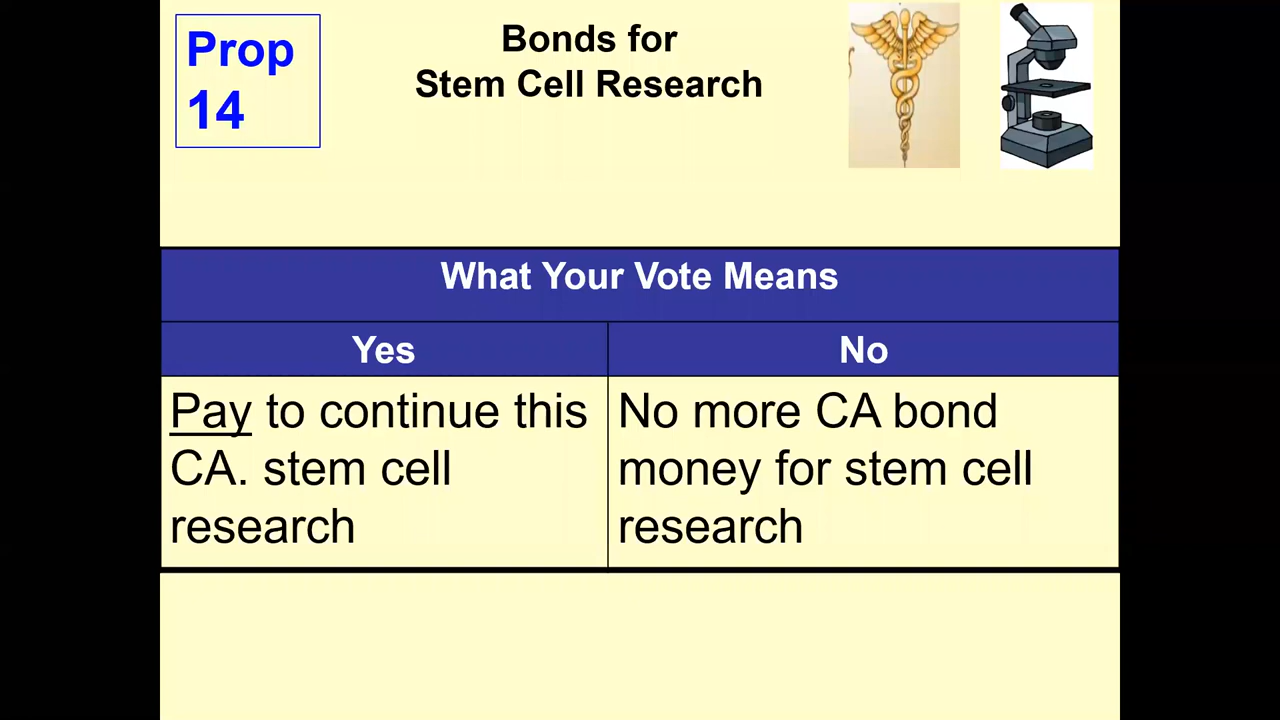 Prop
14
Bonds for
Stem Cell Research
What Your Vote Means
Yes
No
Pay to continue this
CA. stem cell
research
No more CA bond
money for stem cell
research